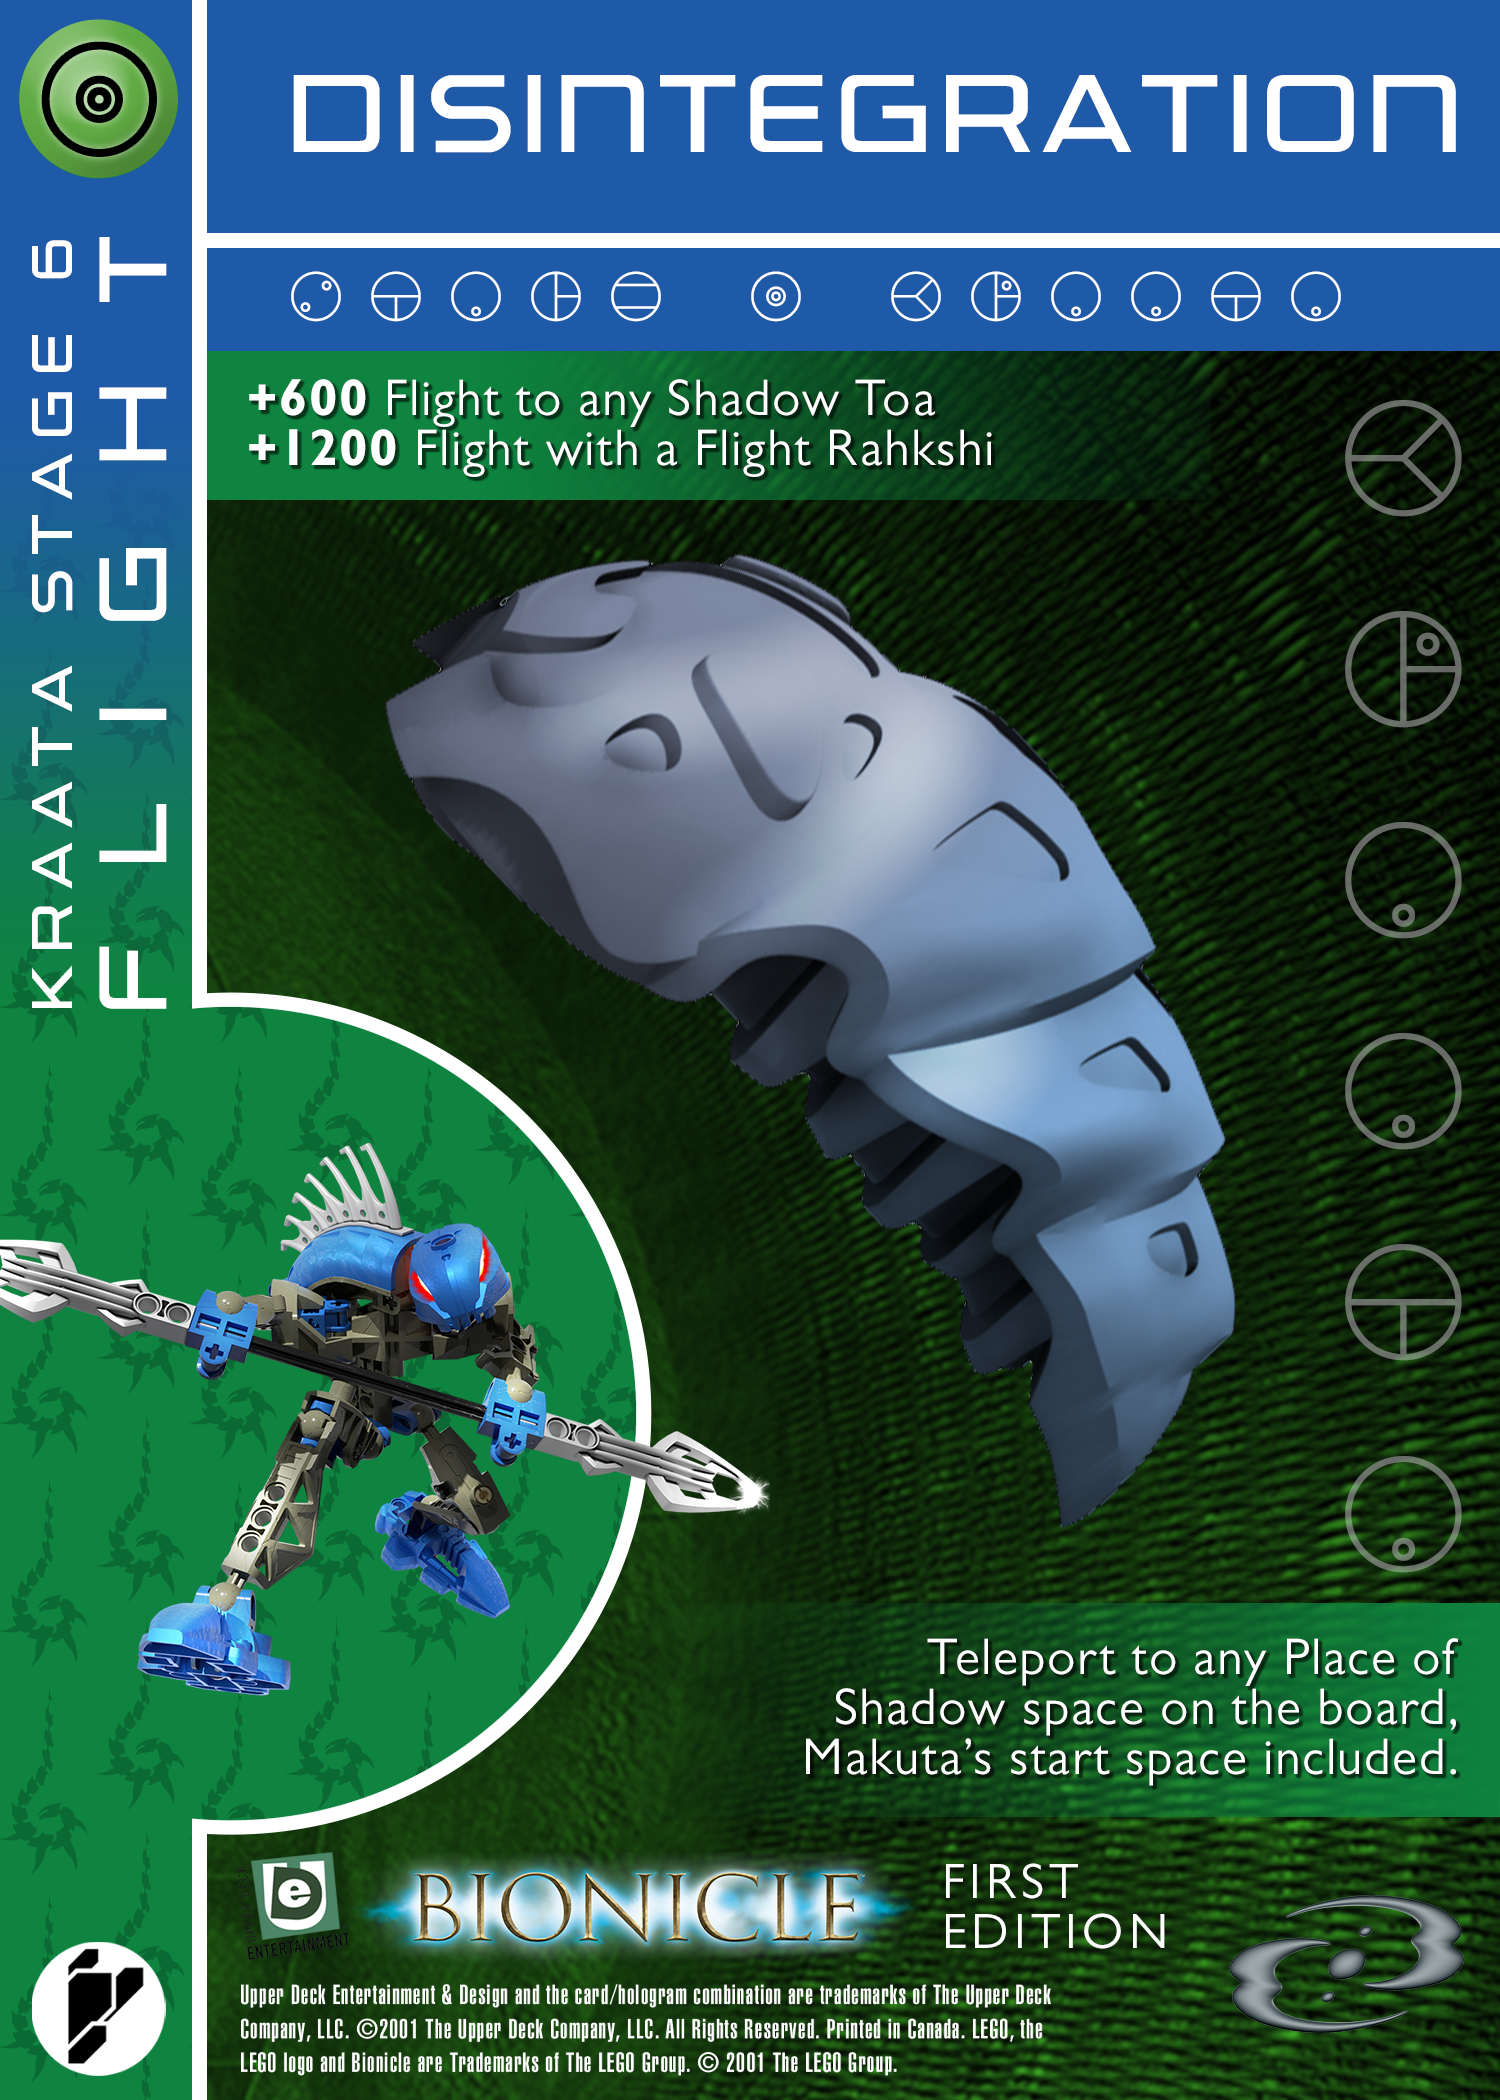 DISINTEGRATION
KRAATA STAGE 6
FLIGHT
+600 Flight to any Shadow Toa
+1200 Flight with a Flight Rahkshi
Teleport to any Place of
Shadow space on the board,
Makuta's start space included.
e
ENTERTAINMENT
BIONICLE
FIRST
EDITION
Upper Deck Entertainment & Design and the card/hologram combination are trademarks of The Upper Deck
Company, LLC. ©2001 The Upper Deck Company, LLC. All Rights Reserved. Printed in Canada. LEGO, the
LEGO logo and Bionicle are Trademarks of The LEGO Group. © 2001 The LEGO Group.